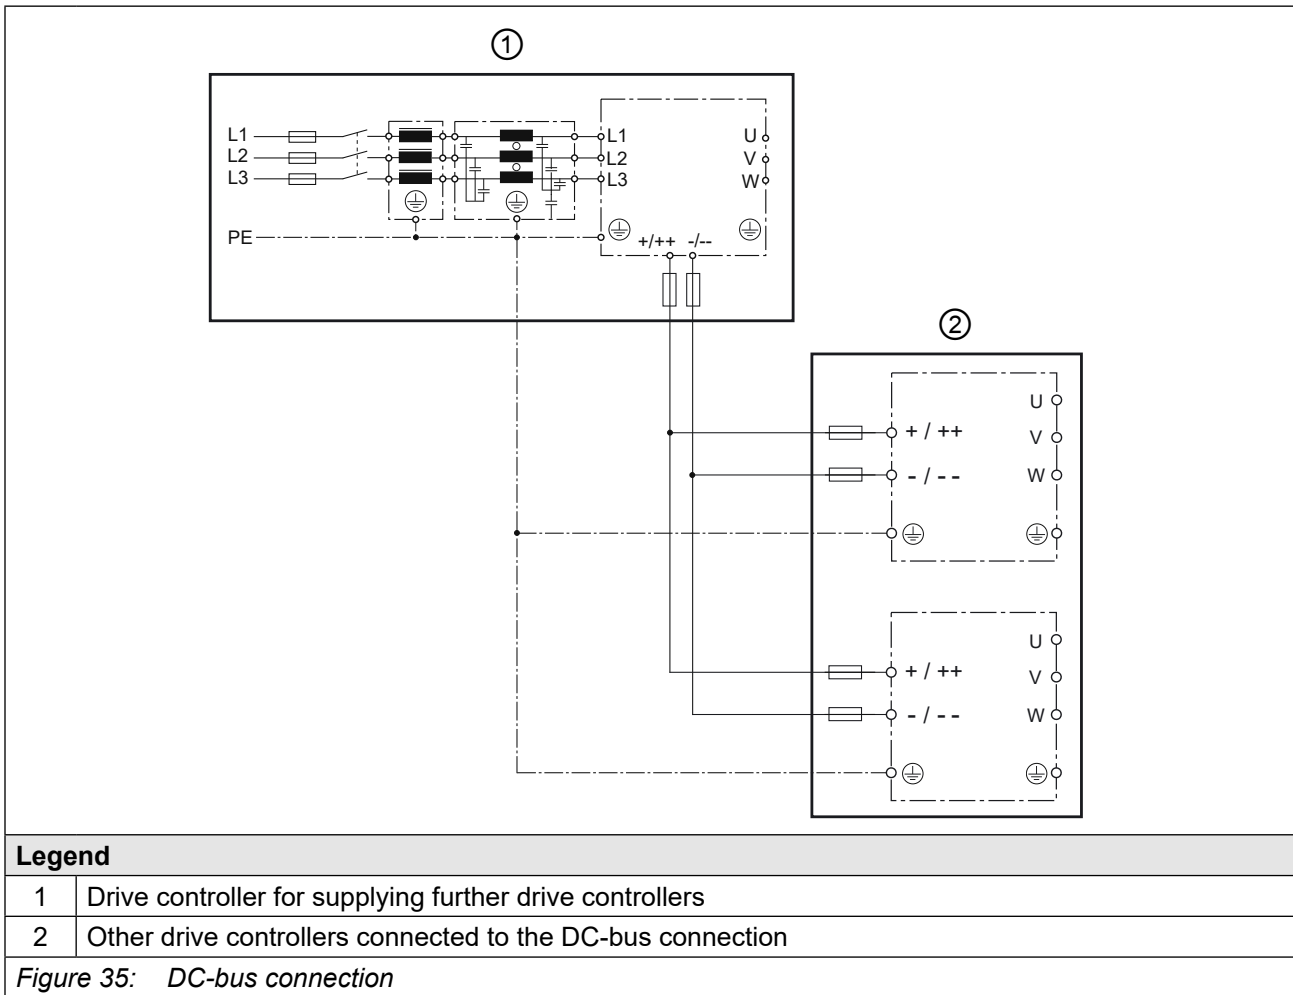 ①
L1
L2
L3
PE
L1
L2
L3
U
V
W
+/++ -/--
②
U
+ / ++
V
- / - -
W
U
+ / ++
V
- / - -
W
Legend
1 Drive controller for supplying further drive controllers
2 Other drive controllers connected to the DC-bus connection
Figure 35: DC-bus connection